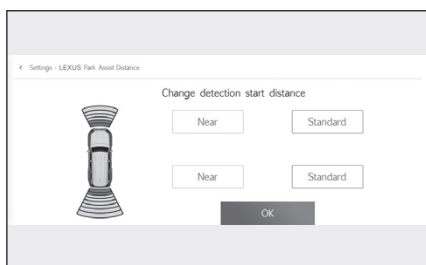 < Settings - LEXUS Park Assist Distance
Change detection start distance
Near Standard
Near Standard
OK